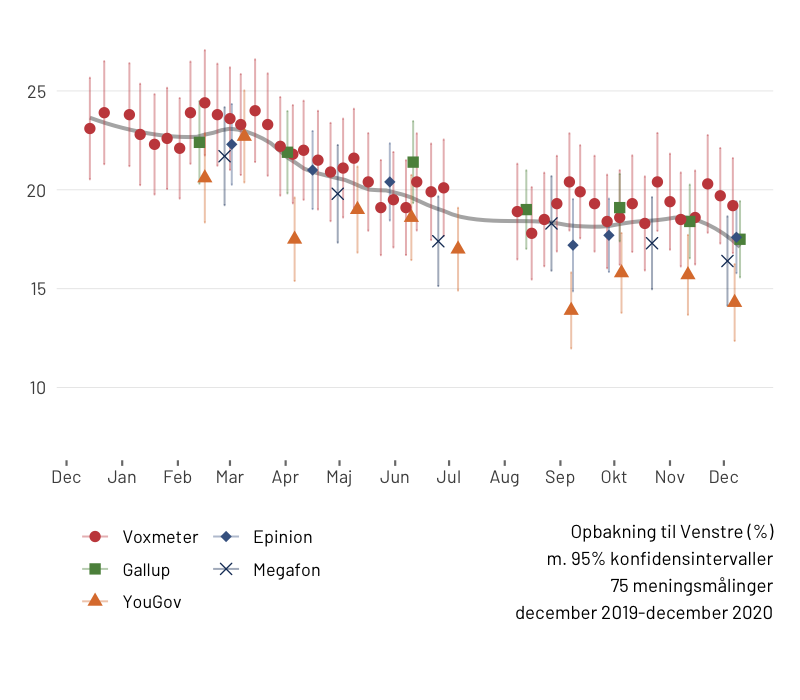 25
20
15
10
Dec Jan Feb Mar Apr Maj Jun Jul Aug Sep Okt Nov Dec
Voxmeter Epinion
Gallup Megafon
YouGov
Opbakning til Venstre (%)
m. 95% konfidensintervaller
75 meningsmålinger
december 2019-december 2020